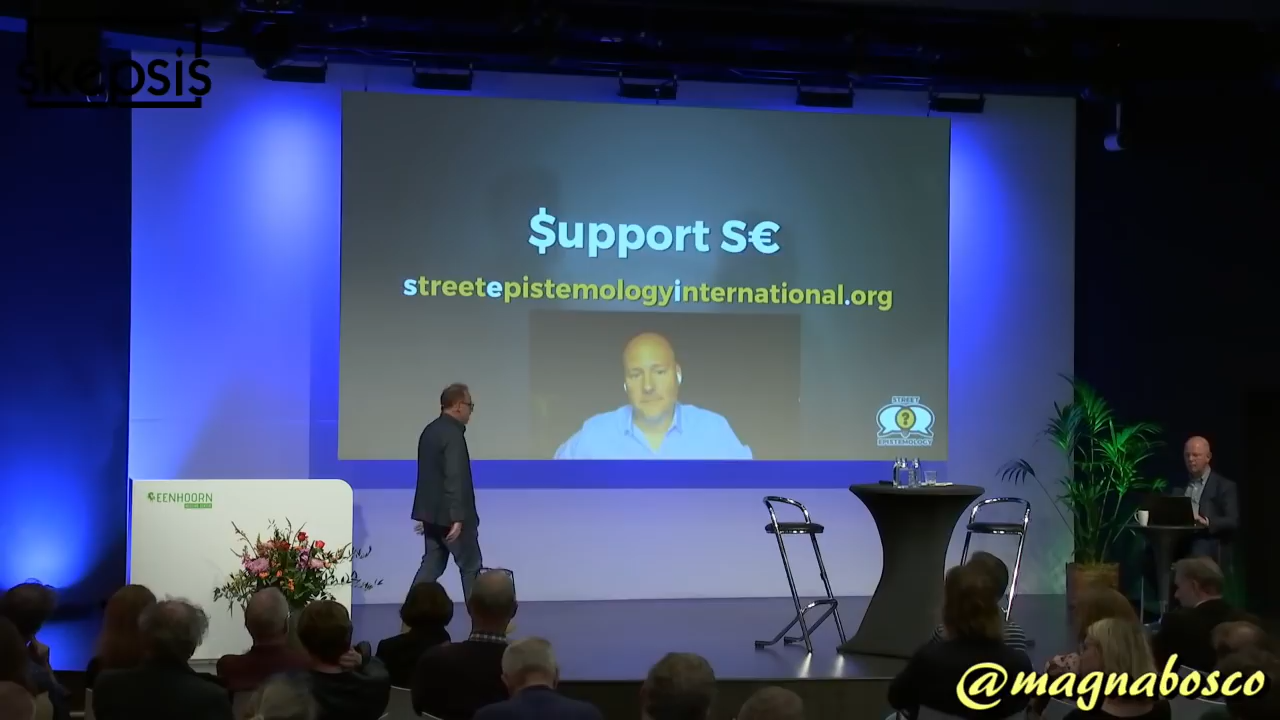 skepsis
$upport S€
streetepistemologyinternational.org
STREET
?
EPISTEMOLOGY
EENHOORN
@magnabosco